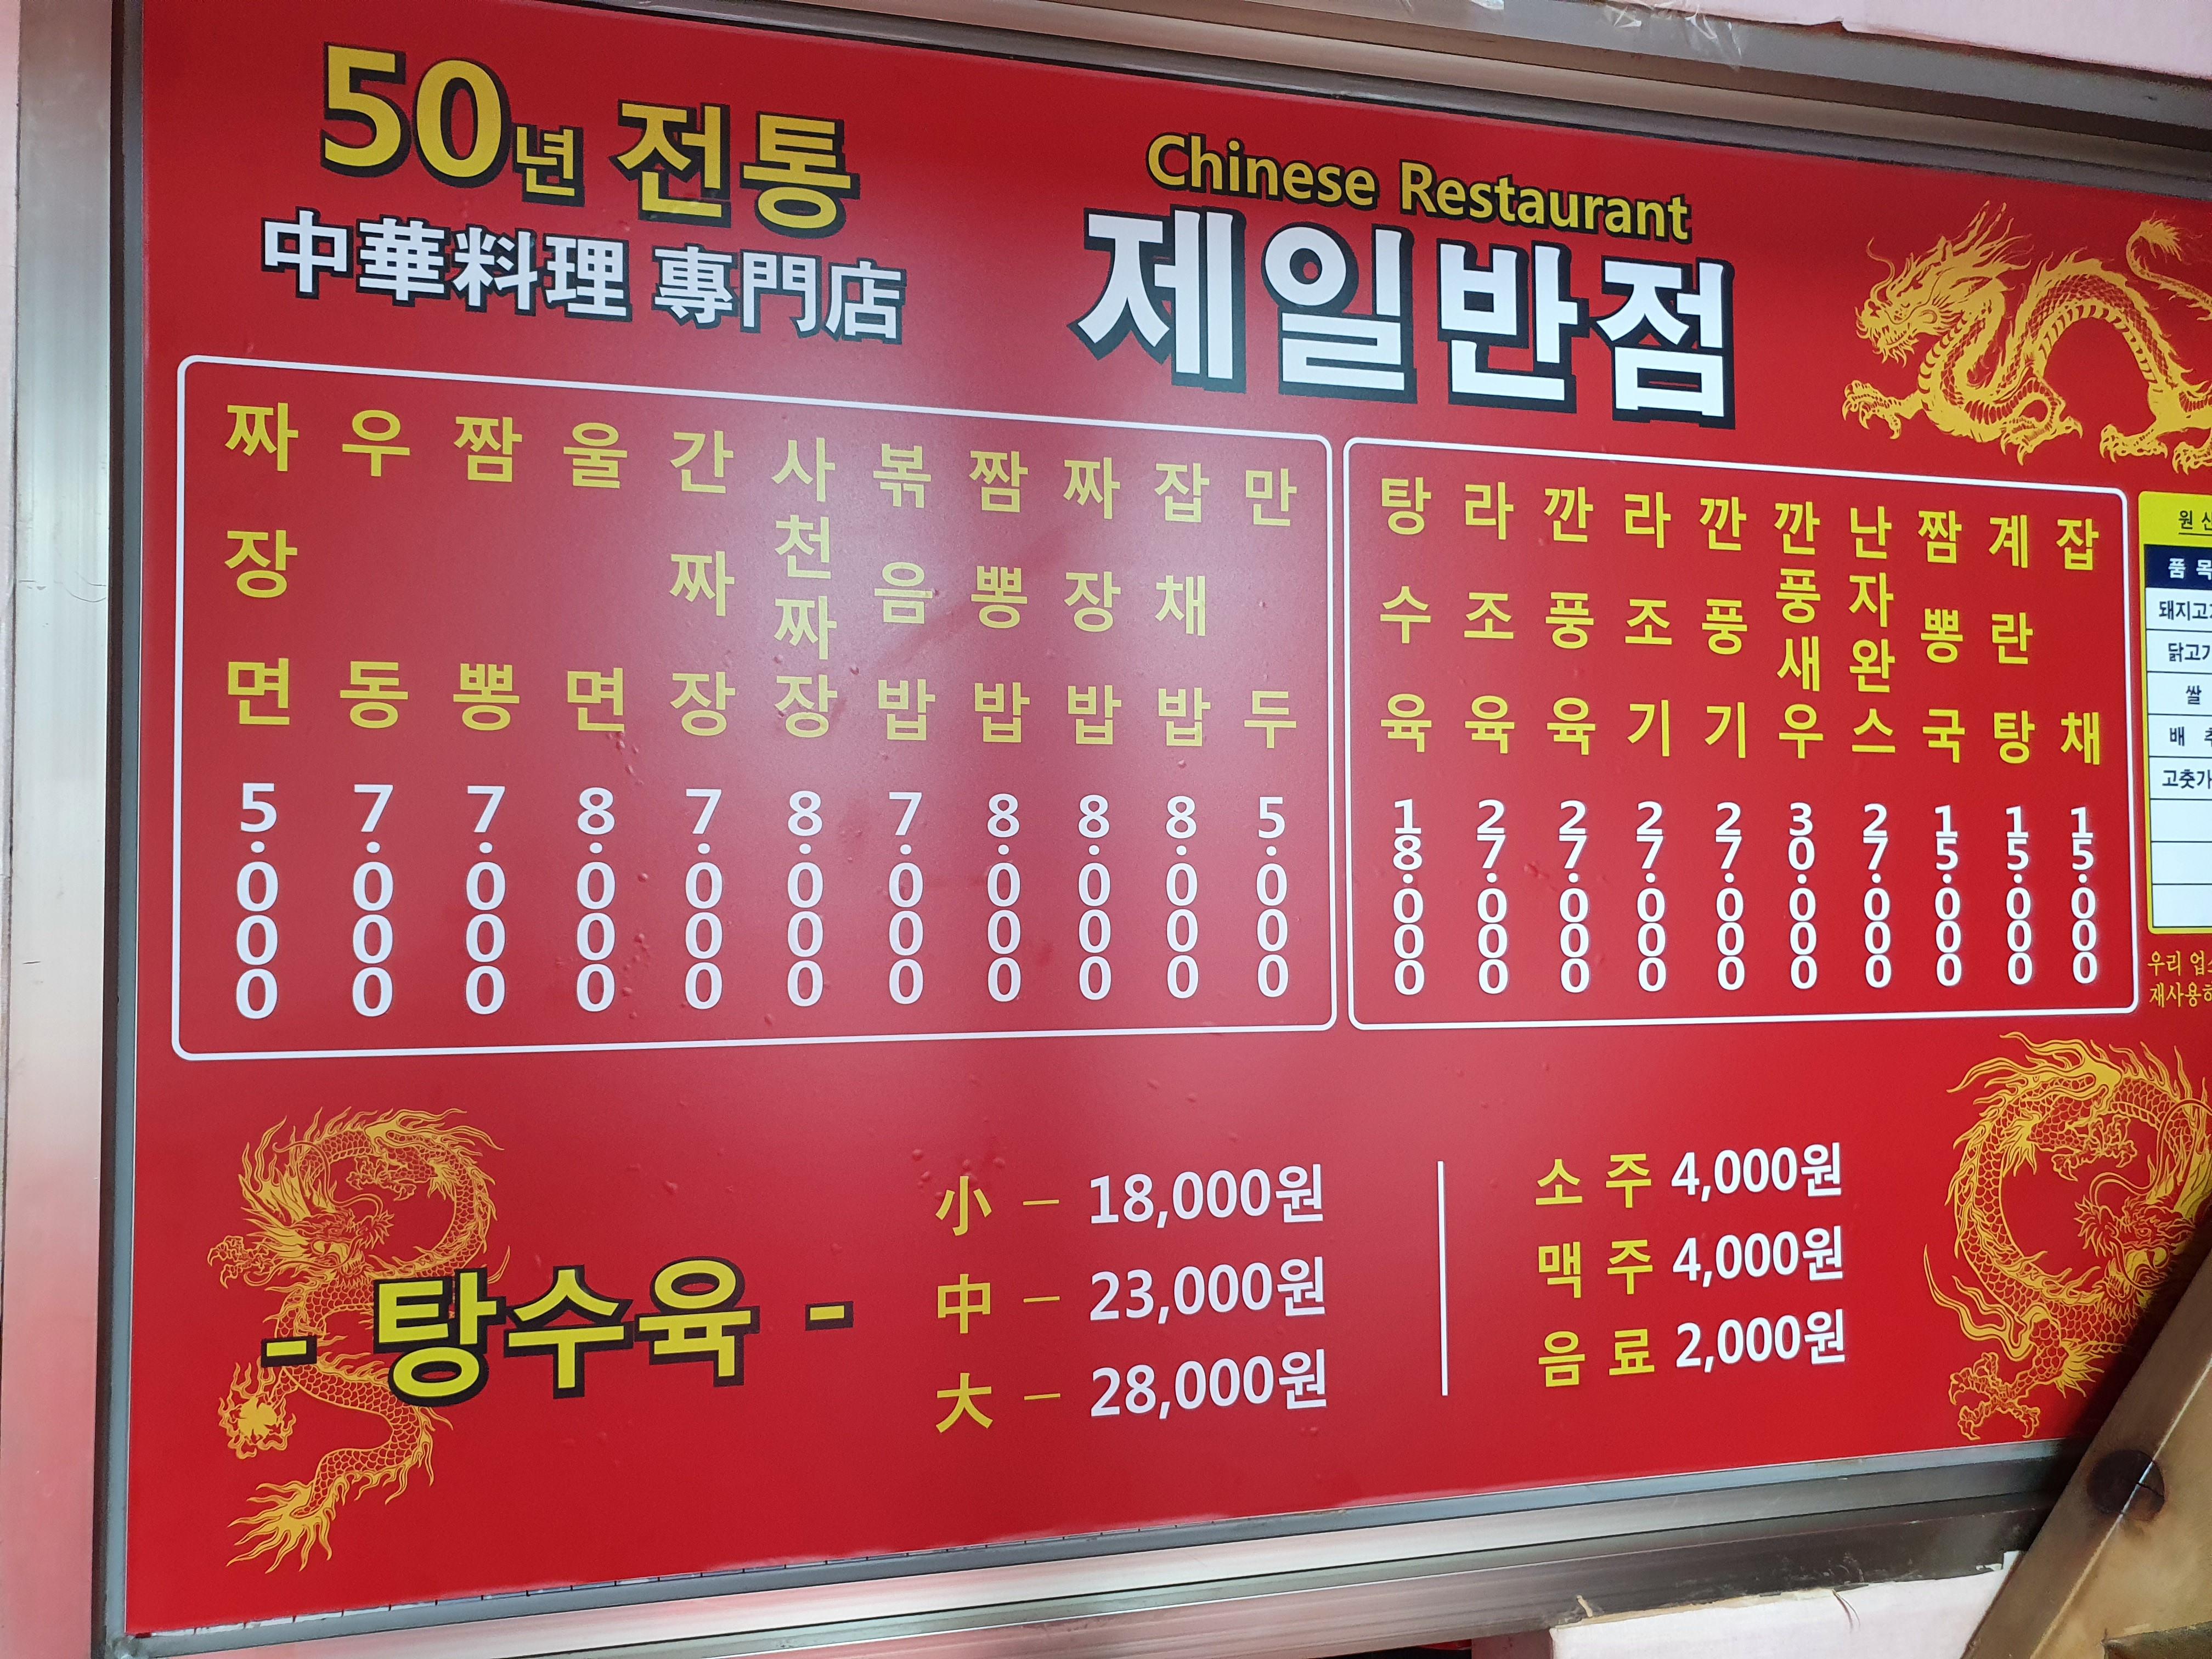 50년 전통
中華料理 專門店
Chinese Restaurant
제일반점
짜장면 5.000
우동 7.000
짬뽕 7.000
울면 8.000
간짜장 7.000
사천짜장 8.000
볶음밥 7.000
짬뽕밥 8.000
짜장밥 8.000
잡채밥 8.000
만두 5.000
탕수육 18.000
라조육 27.000
깐풍육 27.000
라조기 27.000
깐풍기 27.000
깐풍새우 30.000
난자완스 27.000
짬뽕국 15.000
계란탕 15.000
잡채 15.000
품목
돼지고
닭고
쌀
배
고춧가
우리
재사용
- 탕수육 -
小 - 18,000원
中 - 23,000원
大 - 28,000원
소주 4,000원
맥주 4,000원
음료 2,000원